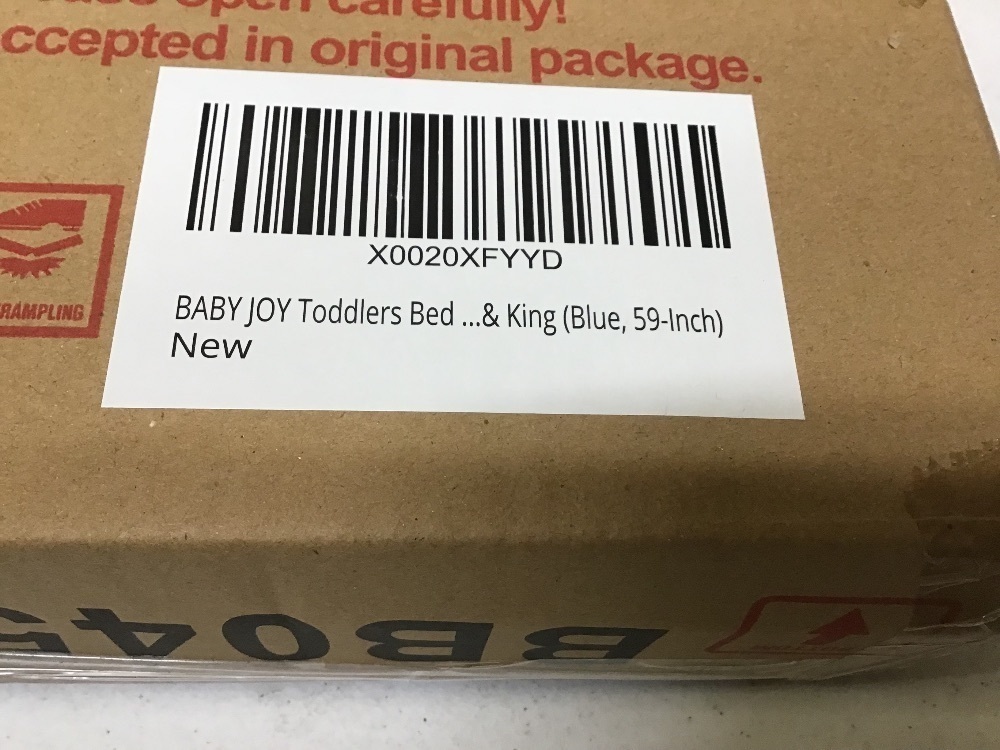 open carefully!
ccepted in original package.
X0020XFYYD
BABY JOY Toddlers Bed ...& King (Blue, 59-Inch)
New
RAMPLING
BB045